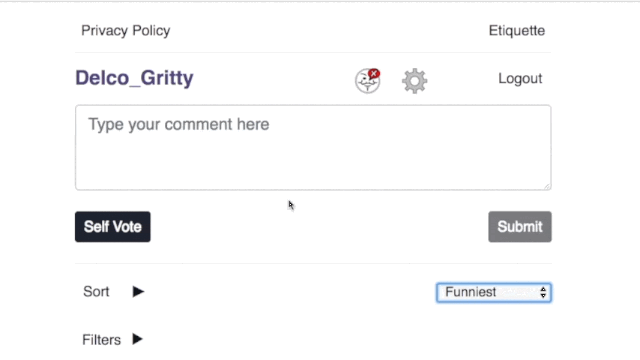 Privacy Policy Etiquette
Delco_Gritty Logout
Type your comment here
Self Vote Submit
Sort Funniest
Filters